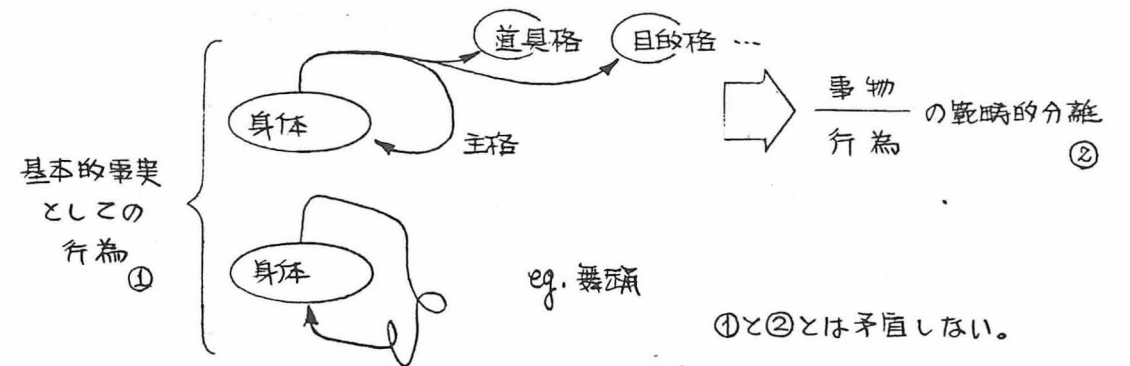 道具格 目的格 …
身体
主格
基本的事実
としての
行為
①
身体
eg. 舞踊
事物
行為
の範疇的分離
②
①と②とは矛盾しない。